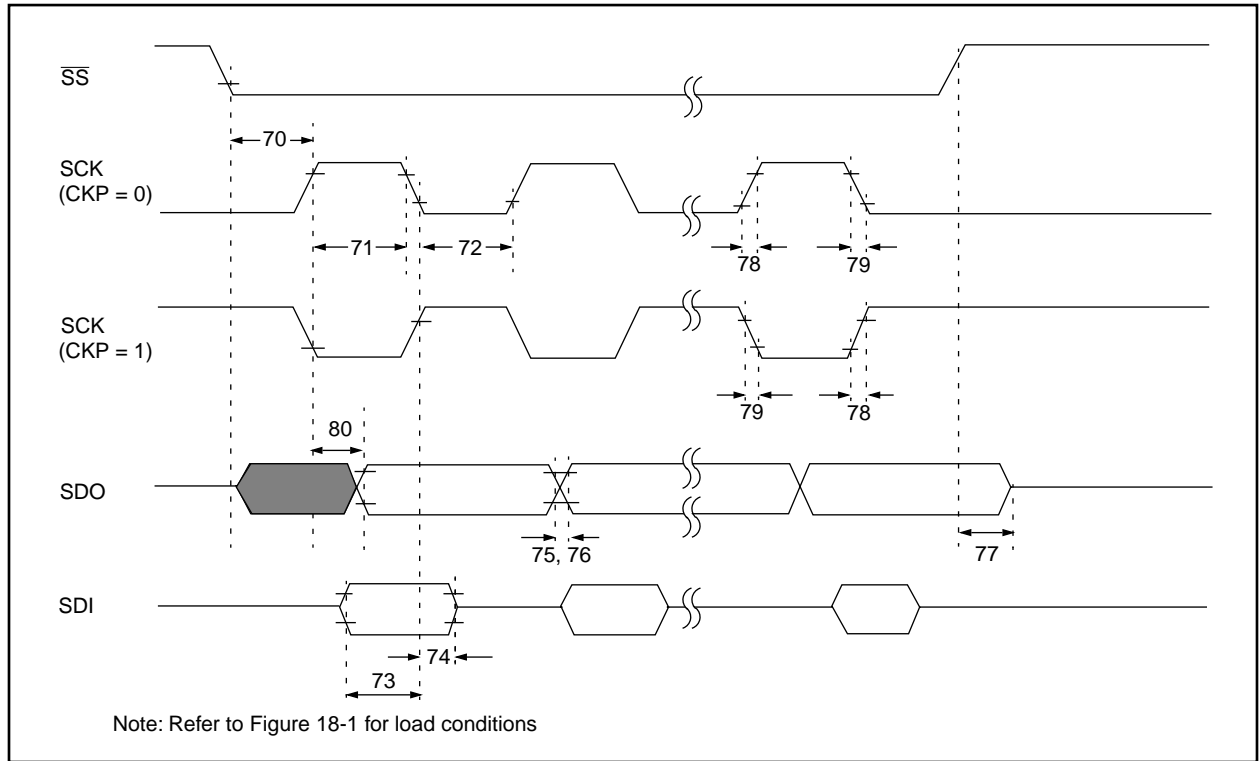 SS
70
SCK
(CKP = 0)
71
72
78
79
SCK
(CKP = 1)
79
78
80
SDO
75, 76
77
SDI
74
73
Note: Refer to Figure 18-1 for load conditions